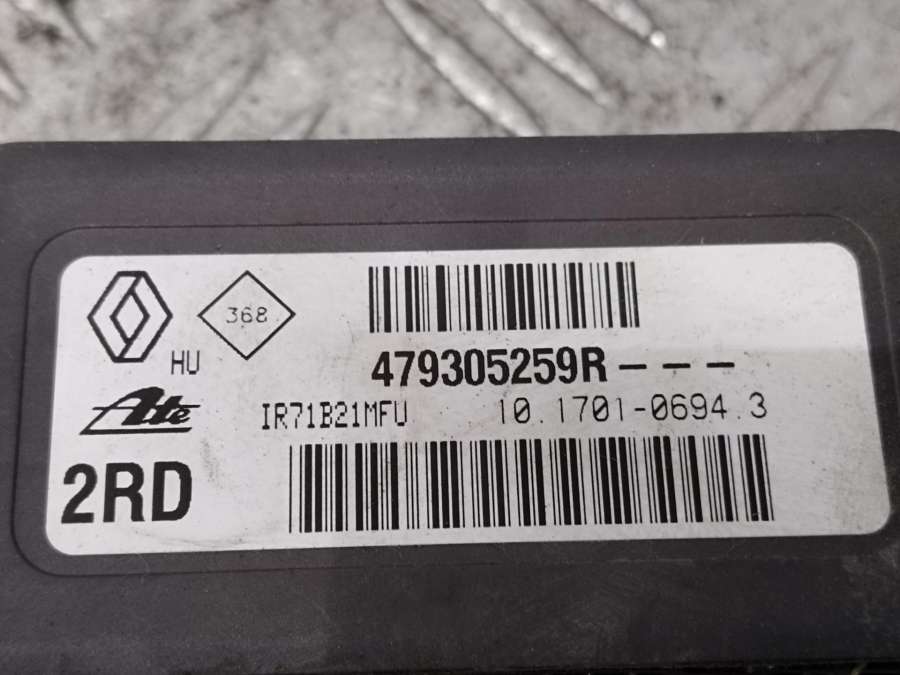 368
HU
479305259R---
Ate
IR71B21MFU 10.1701-0694.3
2RD